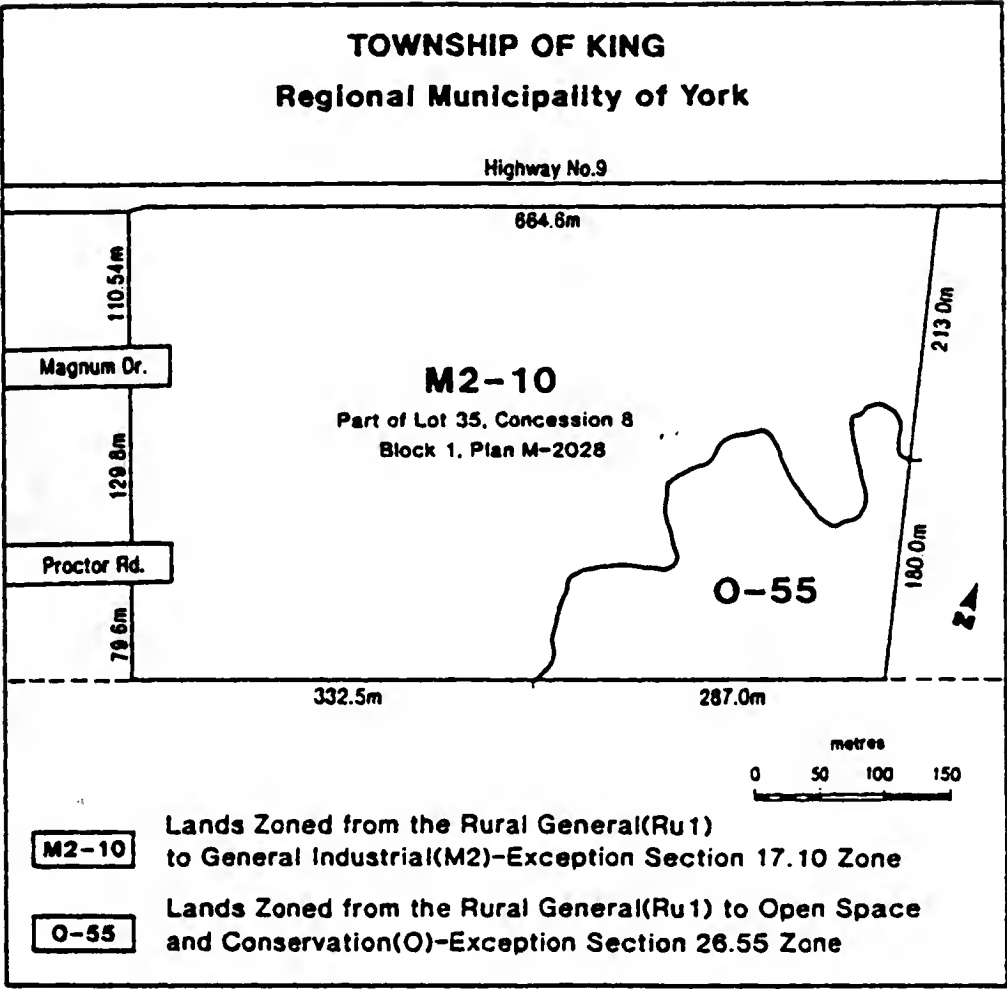 TOWNSHIP OF KING
Regional Municipality of York
Highway No.9
664.6m
110.54m
213.0m
Magnum Dr.
M2-10
Part of Lot 35, Concession 8
Block 1, Plan M-2028
129.8m
Proctor Rd.
180.0m
O-55
79.6m
N
332.5m
287.0m
metres
0 50 100 150
M2-10
Lands Zoned from the Rural General(Ru1)
to General Industrial(M2)-Exception Section 17.10 Zone
O-55
Lands Zoned from the Rural General(Ru1) to Open Space
and Conservation(O)-Exception Section 26.55 Zone